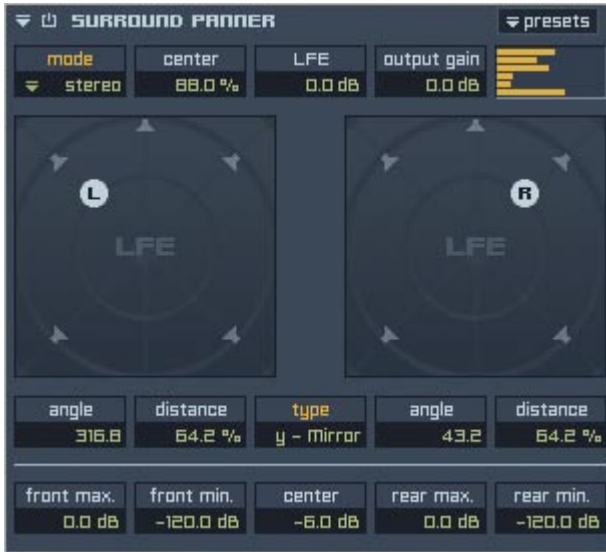 SURROUND PANNER presets
mode center LFE output gain
stereo 88.0 % 0.0 dB 0.0 dB
L R
LFE LFE
angle distance type angle distance
316.8 64.2 % y - Mirror 43.2 64.2 %
front max. front min. center rear max. rear min.
0.0 dB -120.0 dB -6.0 dB 0.0 dB -120.0 dB